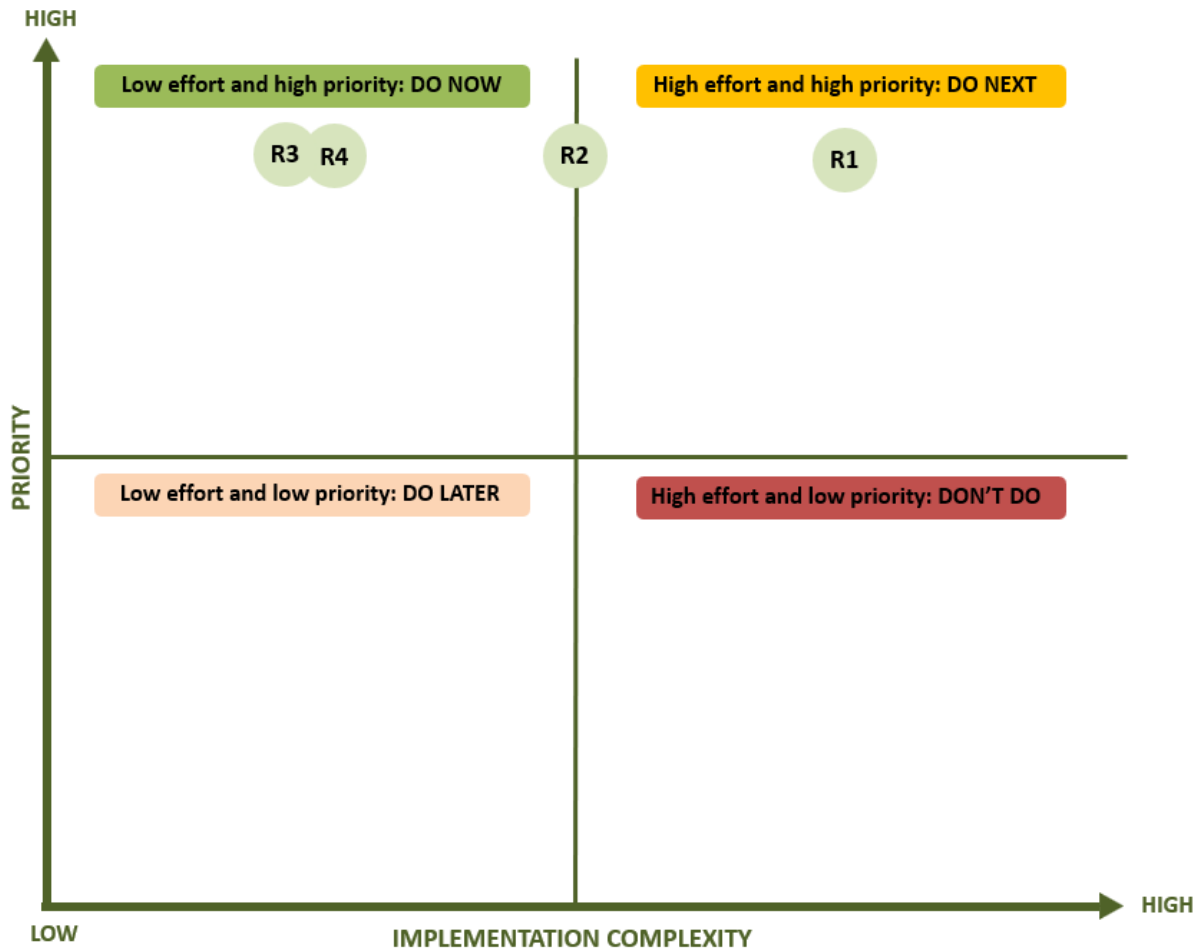 HIGH
Low effort and high priority: DO NOW
High effort and high priority: DO NEXT
R3
R4
R2
R1
PRIORITY
Low effort and low priority: DO LATER
High effort and low priority: DON’T DO
HIGH
LOW
IMPLEMENTATION COMPLEXITY